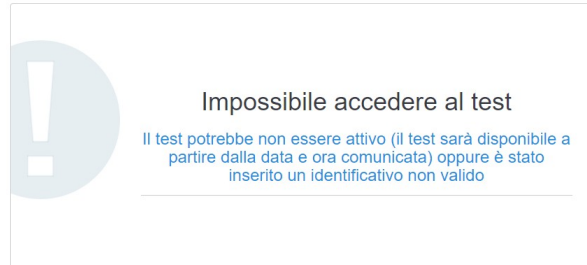 Impossibile accedere al test
Il test potrebbe non essere attivo (il test sarà disponibile a
partire dalla data e ora comunicata) oppure è stato
inserito un identificativo non valido